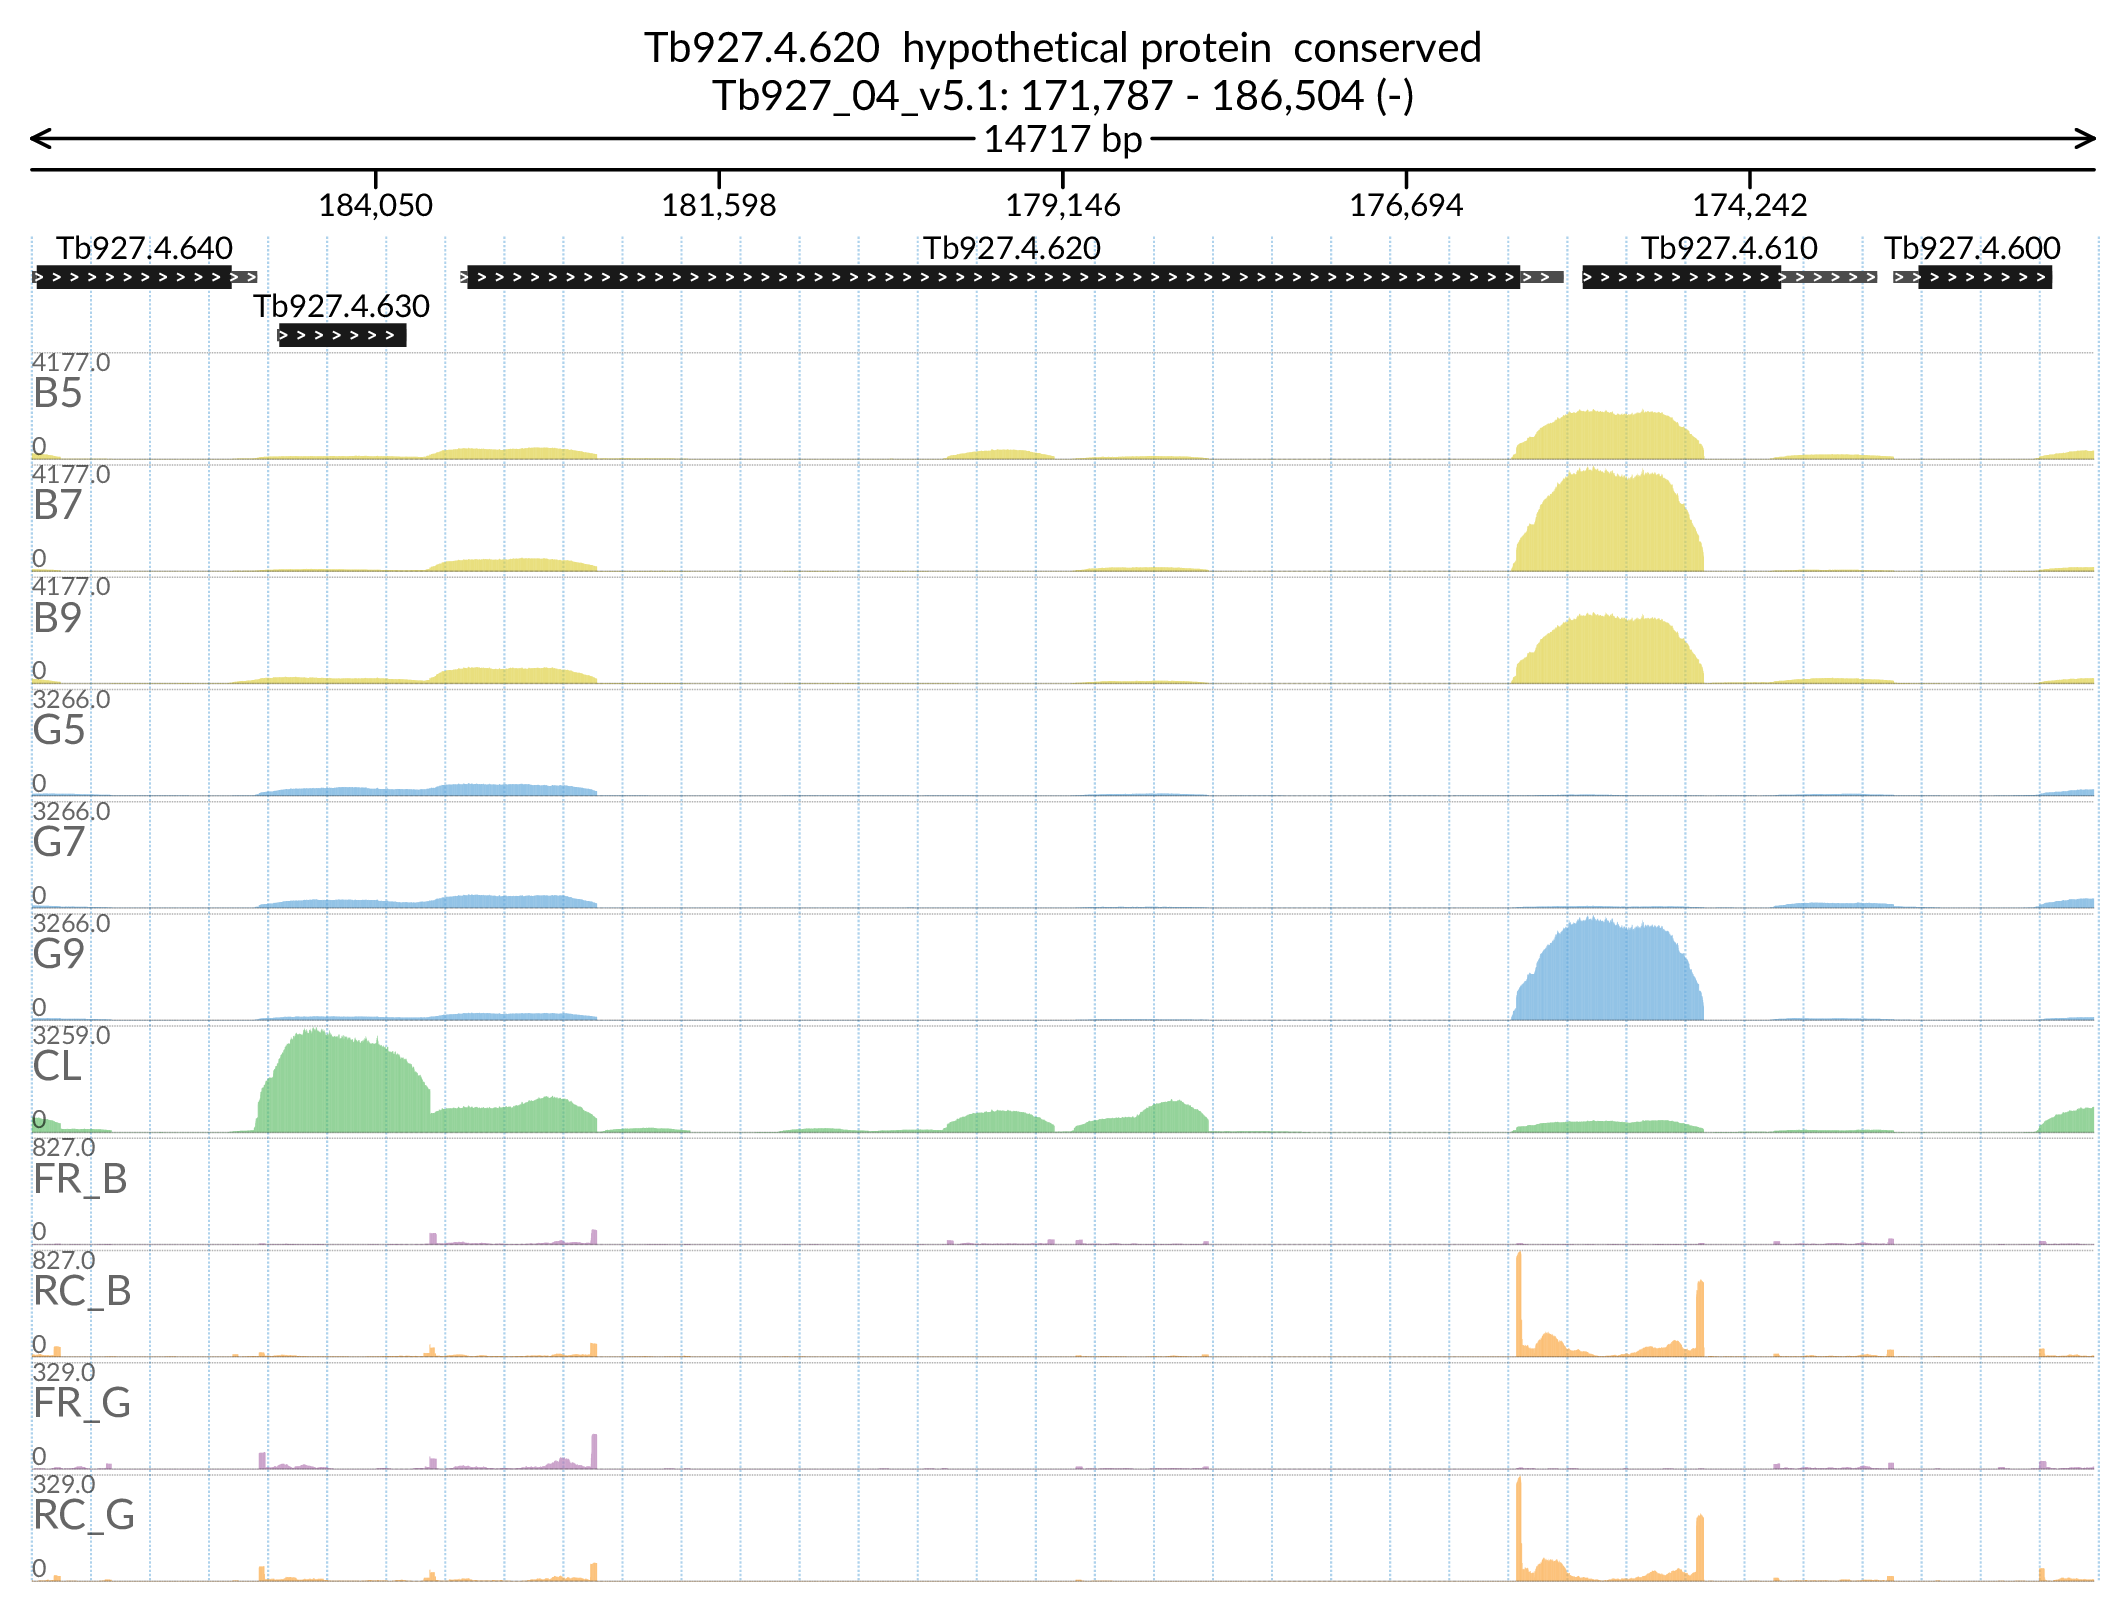 Tb927.4.620 hypothetical protein conserved
Tb927_04_v5.1: 171,787 - 186,504 (-)
14717 bp
184,050 181,598 179,146 176,694 174,242
Tb927.4.640 Tb927.4.620 Tb927.4.610 Tb927.4.600
Tb927.4.630
4177.0
B5
0
4177.0
B7
0
4177.0
B9
0
3266.0
G5
0
3266.0
G7
0
3266.0
G9
0
3259.0
CL
0
827.0
FR_B
0
827.0
RC_B
0
329.0
FR_G
0
329.0
RC_G
0